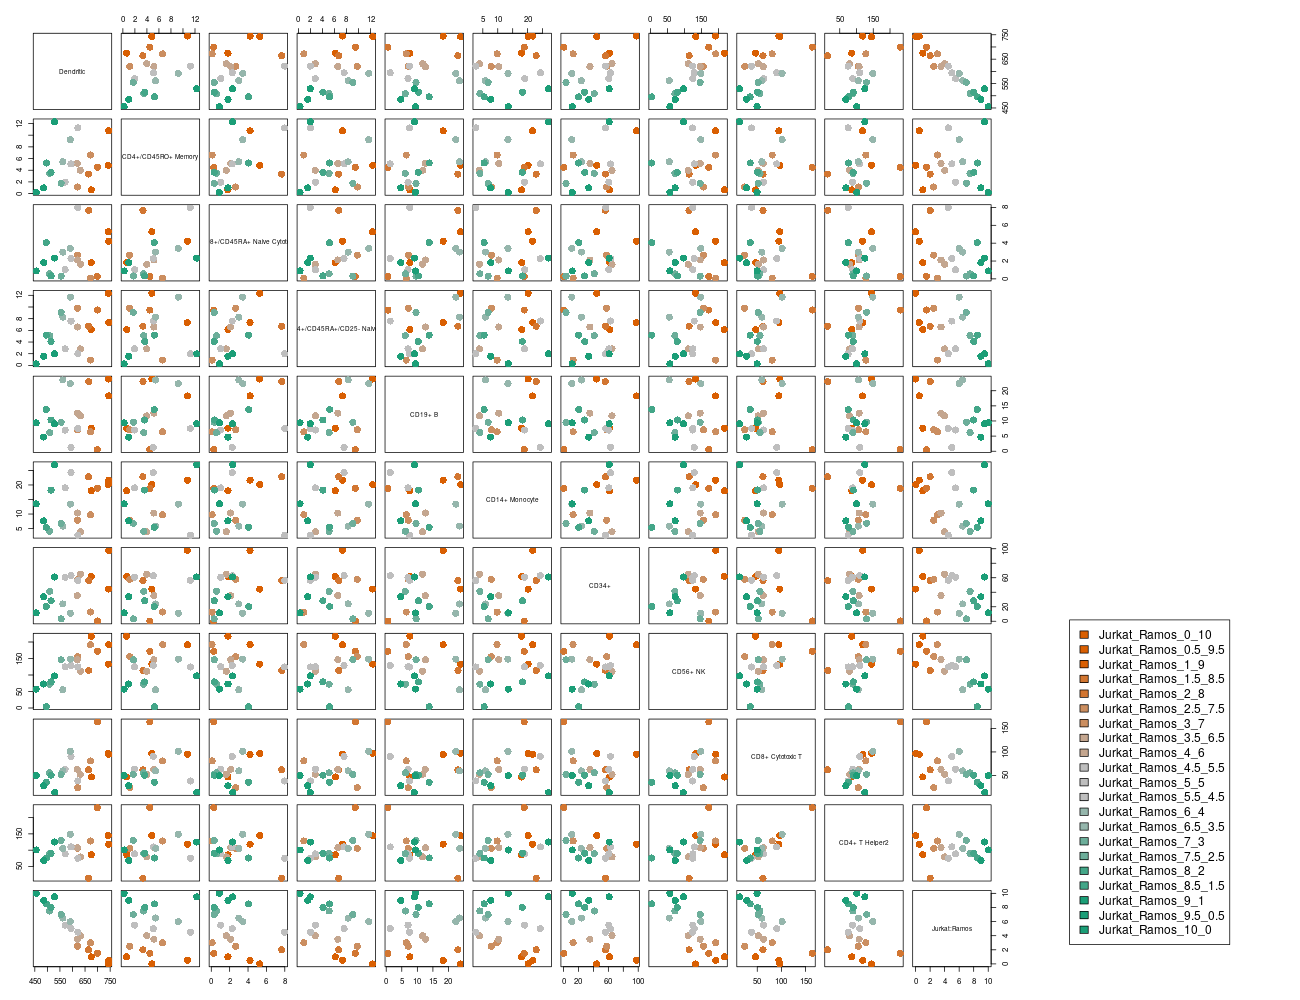 0 2 4 6 8 12
0 2 4 6 8 12
5 10 20
0 50 150
50 150
Dendritic
450 550 650 750
CD4+/CD45RO+ Memory
0 2 4 6 8 12
8+/CD45RA+ Naive Cytot
0 2 4 6 8
4+/CD45RA+/CD25- Naiv
0 2 4 6 8 12
CD19+ B
0 5 10 15 20
CD14+ Monocyte
5 10 20
CD34+
0 20 60 100
CD56+ NK
0 50 150
CD8+ Cytotoxic T
50 100 150
CD4+ T Helper2
50 150
Jurkat:Ramos
0 2 4 6 8 10
450 550 650 750
0 2 4 6 8
0 5 10 20
0 20 60 100
50 100 150
0 2 4 6 8 10
Jurkat_Ramos_0_10
Jurkat_Ramos_0.5_9.5
Jurkat_Ramos_1_9
Jurkat_Ramos_1.5_8.5
Jurkat_Ramos_2_8
Jurkat_Ramos_2.5_7.5
Jurkat_Ramos_3_7
Jurkat_Ramos_3.5_6.5
Jurkat_Ramos_4_6
Jurkat_Ramos_4.5_5.5
Jurkat_Ramos_5_5
Jurkat_Ramos_5.5_4.5
Jurkat_Ramos_6_4
Jurkat_Ramos_6.5_3.5
Jurkat_Ramos_7_3
Jurkat_Ramos_7.5_2.5
Jurkat_Ramos_8_2
Jurkat_Ramos_8.5_1.5
Jurkat_Ramos_9_1
Jurkat_Ramos_9.5_0.5
Jurkat_Ramos_10_0